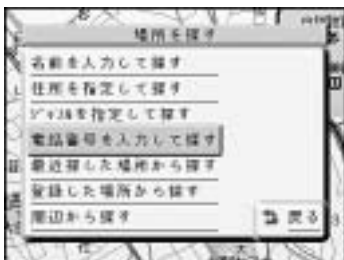 場所を探す
名前を入力して探す
住所を指定して探す
ジャンルを指定して探す
電話番号を入力して探す
最近探した場所から探す
登録した場所から探す
周辺から探す
戻る